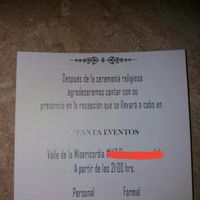 Después de la ceremonia religiosa
agradeceremos contar con su
presencia en la recepción que se llevará a cabo en :
YANTA EVENTOS
Valle de la Misericordia
A partir de las 21:00 hrs.
Personal Formal